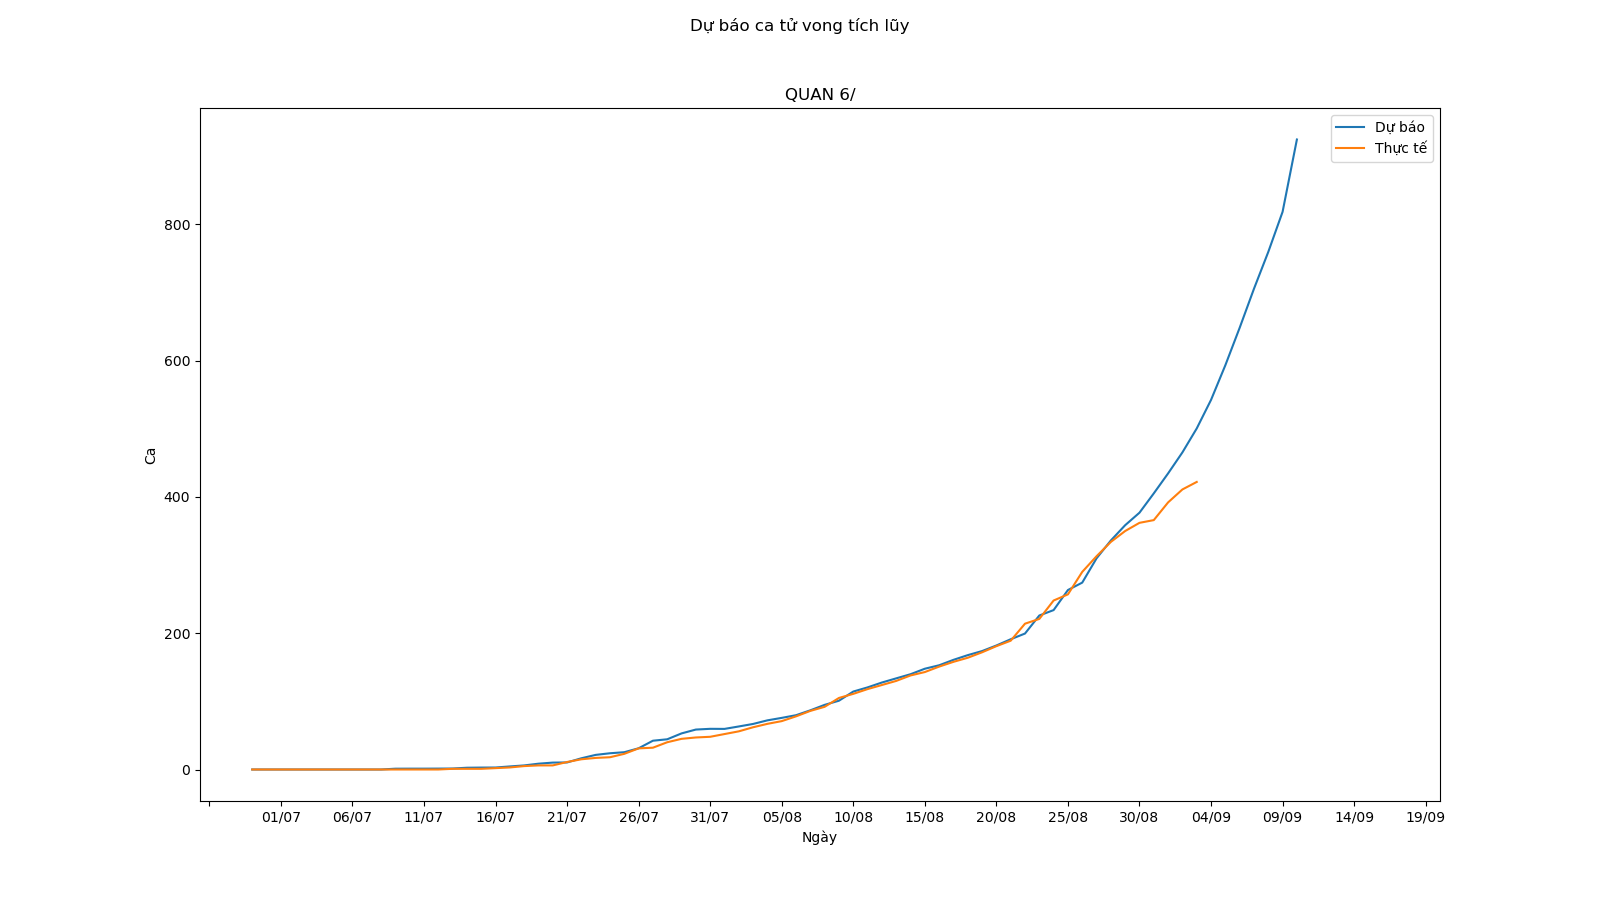 Dự báo ca tử vong tích lũy
QUAN 6/
Dự báo
Thực tế
Ca
800
600
400
200
0
01/07 06/07 11/07 16/07 21/07 26/07 31/07 05/08 10/08 15/08 20/08 25/08 30/08 04/09 09/09 14/09 19/09
Ngày